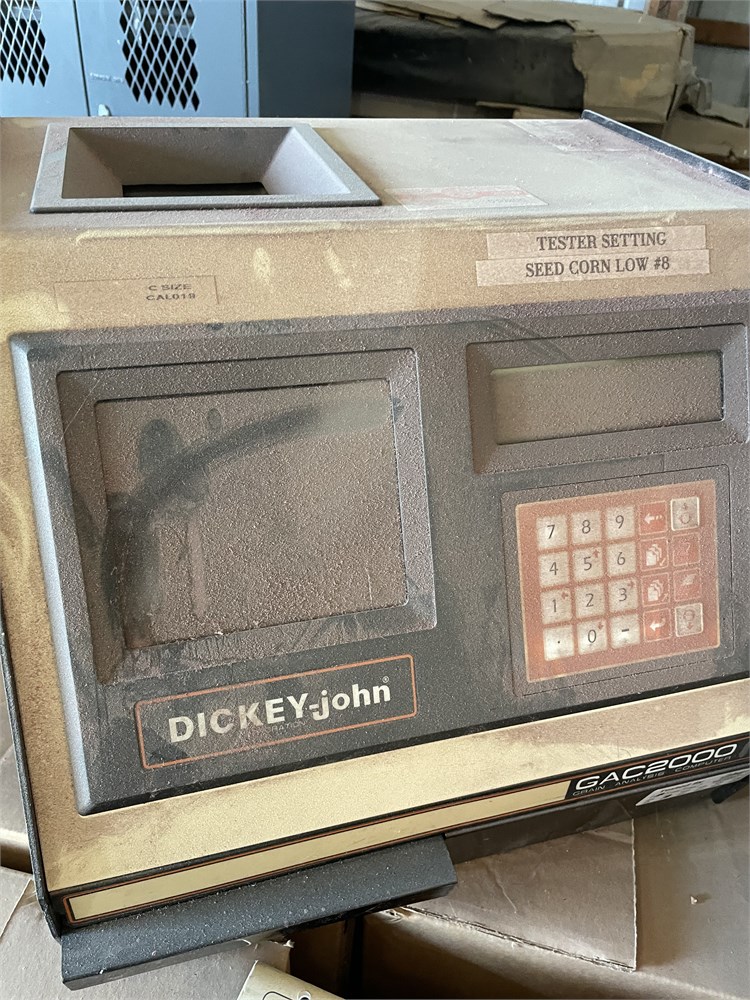 TESTER SETTING
SEED CORN LOW #8
C SIZE
CAL019
7 8 9
4 5 6
1 2 3
. 0 -
DICKEY-john®
GAC2000
GRAIN ANALYSIS COMPUTER